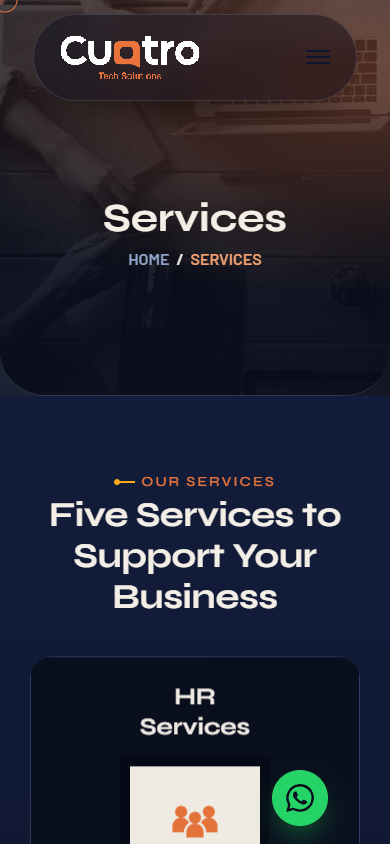 Cuatro
Tech Solutions
Services
HOME / SERVICES
OUR SERVICES
Five Services to
Support Your
Business
HR
Services